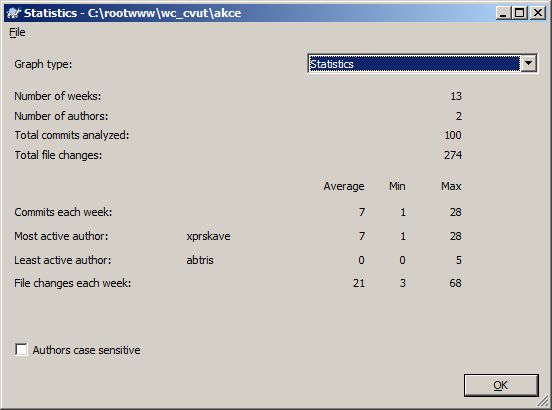 Statistics - C:\rootwww\wc_cvut\akce
File
Graph type: Statistics
Number of weeks: 13
Number of authors: 2
Total commits analyzed: 100
Total file changes: 274
Average Min Max
Commits each week: 7 1 28
Most active author: xprskave 7 1 28
Least active author: abtris 0 0 5
File changes each week: 21 3 68
Authors case sensitive
OK